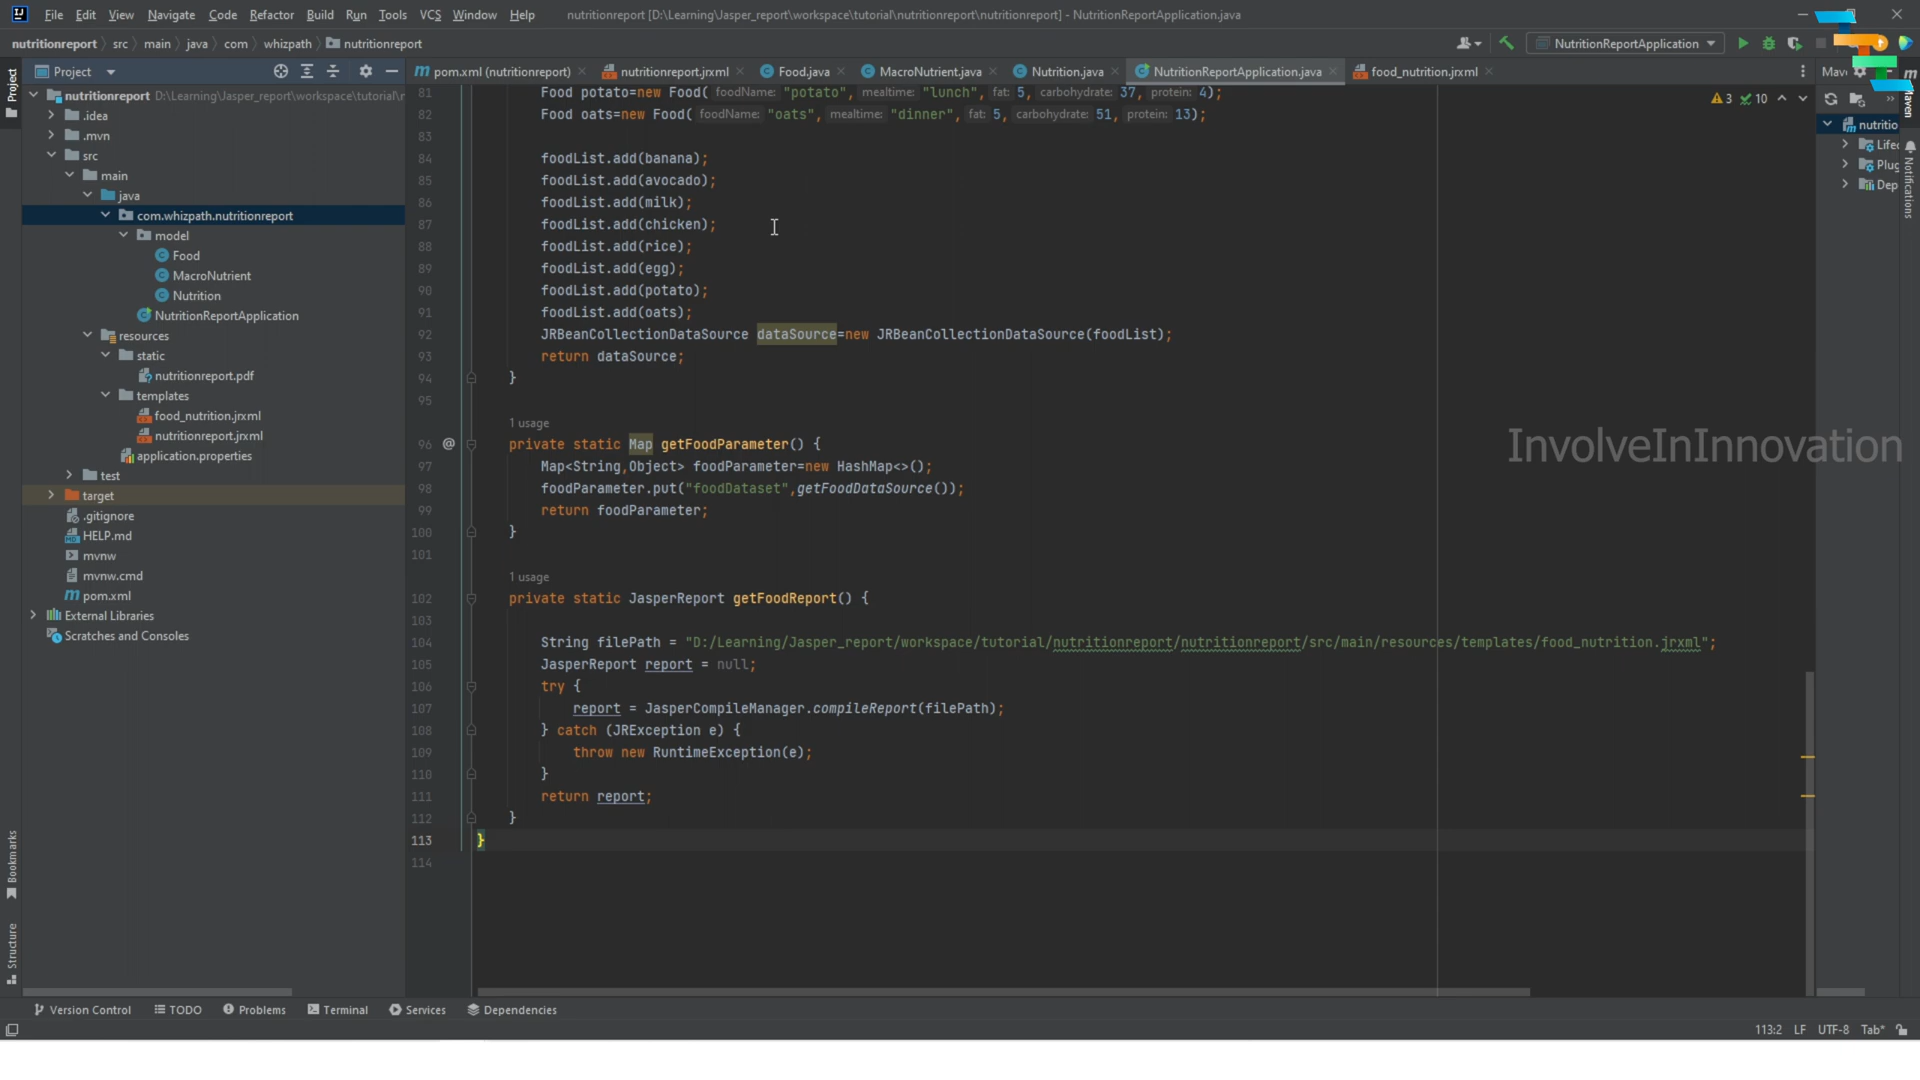 File Edit View Navigate Code Refactor Build Run Tools VCS Window Help nutritionreport [D:\Learning\Jasper_report\workspace\tutorial\nutritionreport\nutritionreport] - NutritionReportApplication.java
nutritionreport src main java com whizpath nutritionreport NutritionReportApplication
Project
pom.xml (nutritionreport) nutritionreport.jrxml Food.java MacroNutrient.java Nutrition.java NutritionReportApplication.java food_nutrition.jrxml
nutritionreport D:\Learning\Jasper_report\workspace\tutorial\
.idea
.mvn
src
main
java
com.whizpath.nutritionreport
model
Food
MacroNutrient
Nutrition
NutritionReportApplication
resources
static
nutritionreport.pdf
templates
food_nutrition.jrxml
nutritionreport.jrxml
application.properties
test
target
.gitignore
HELP.md
mvnw
mvnw.cmd
pom.xml
External Libraries
Scratches and Consoles
81 Food potato=new Food( foodName: "potato", mealtime: "lunch", fat: 5, carbohydrate: 37, protein: 4);
82 Food oats=new Food( foodName: "oats", mealtime: "dinner", fat: 5, carbohydrate: 51, protein: 13);
83
84 foodList.add(banana);
85 foodList.add(avocado);
86 foodList.add(milk);
87 foodList.add(chicken);
88 foodList.add(rice);
89 foodList.add(egg);
90 foodList.add(potato);
91 foodList.add(oats);
92 JRBeanCollectionDataSource dataSource=new JRBeanCollectionDataSource(foodList);
93 return dataSource;
94 }
95
1 usage
96 @ private static Map getFoodParameter() {
97 Map<String,Object> foodParameter=new HashMap<>();
98 foodParameter.put("foodDataset",getFoodDataSource());
99 return foodParameter;
100 }
101
1 usage
102 private static JasperReport getFoodReport() {
103
104 String filePath = "D:/Learning/Jasper_report/workspace/tutorial/nutritionreport/nutritionreport/src/main/resources/templates/food_nutrition.jrxml";
105 JasperReport report = null;
106 try {
107 report = JasperCompileManager.compileReport(filePath);
108 } catch (JRException e) {
109 throw new RuntimeException(e);
110 }
111 return report;
112 }
113 }
114
3 10
InvolveInInnovation
Mav
nutritio
Life
Plug
Dep
Maven
Notifications
Project
Bookmarks
Structure
Version Control TODO Problems Terminal Services Dependencies
113:2 LF UTF-8 Tab*